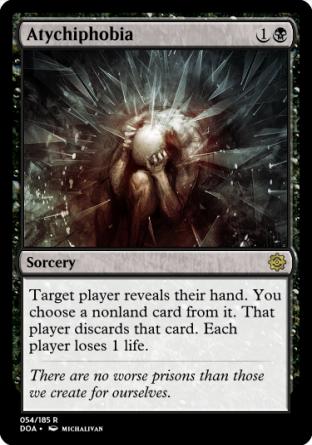 Atychiphobia 1
Sorcery
Target player reveals their hand. You
choose a nonland card from it. That
player discards that card. Each
player loses 1 life.
There are no worse prisons than those
we create for ourselves.
054/185 R
DOA • MICHALIVAN